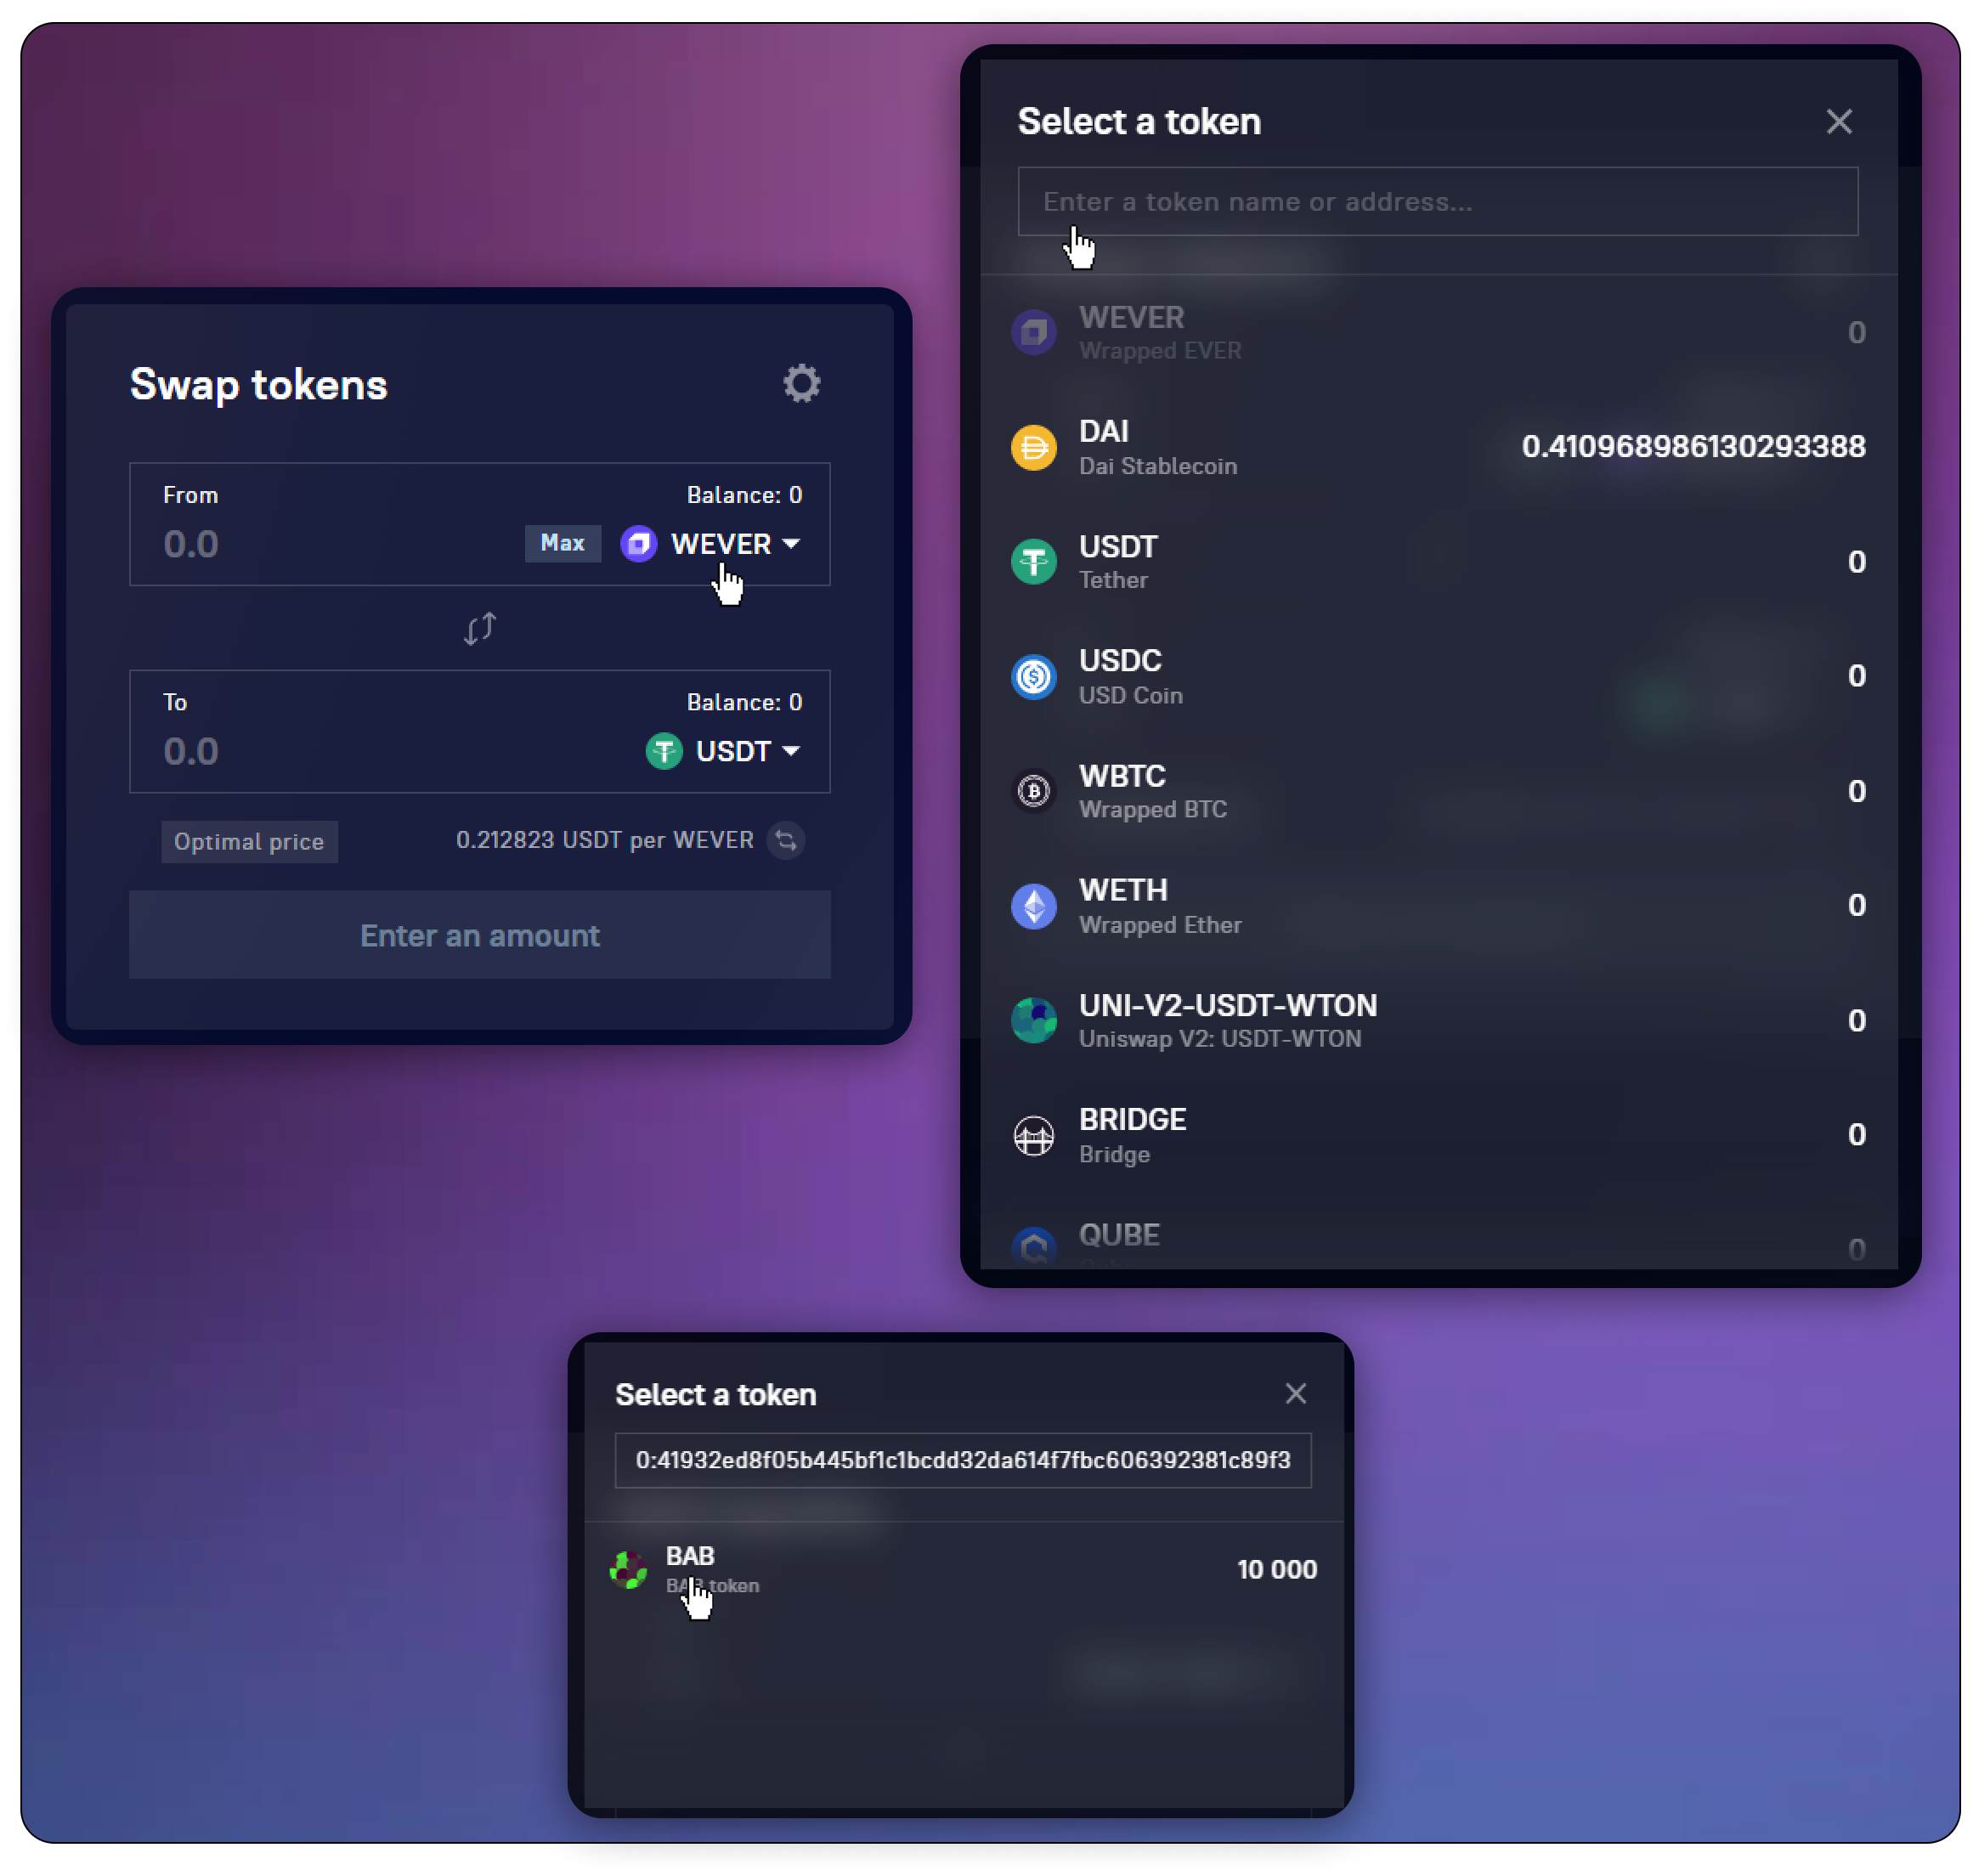 Swap tokens
From
Balance: 0
0.0
Max
WEVER
To
Balance: 0
0.0
USDT
Optimal price
0.212823 USDT per WEVER
Enter an amount
Select a token
Enter a token name or address...
WEVER
Wrapped EVER
0
DAI
Dai Stablecoin
0.410968986130293388
USDT
Tether
0
USDC
USD Coin
0
WBTC
Wrapped BTC
0
WETH
Wrapped Ether
0
UNI-V2-USDT-WTON
Uniswap V2: USDT-WTON
0
BRIDGE
Bridge
0
QUBE
0
Select a token
0:41932ed8f05b445bf1c1bcdd32da614f7fbc606392381c89f3
BAB
token
10 000